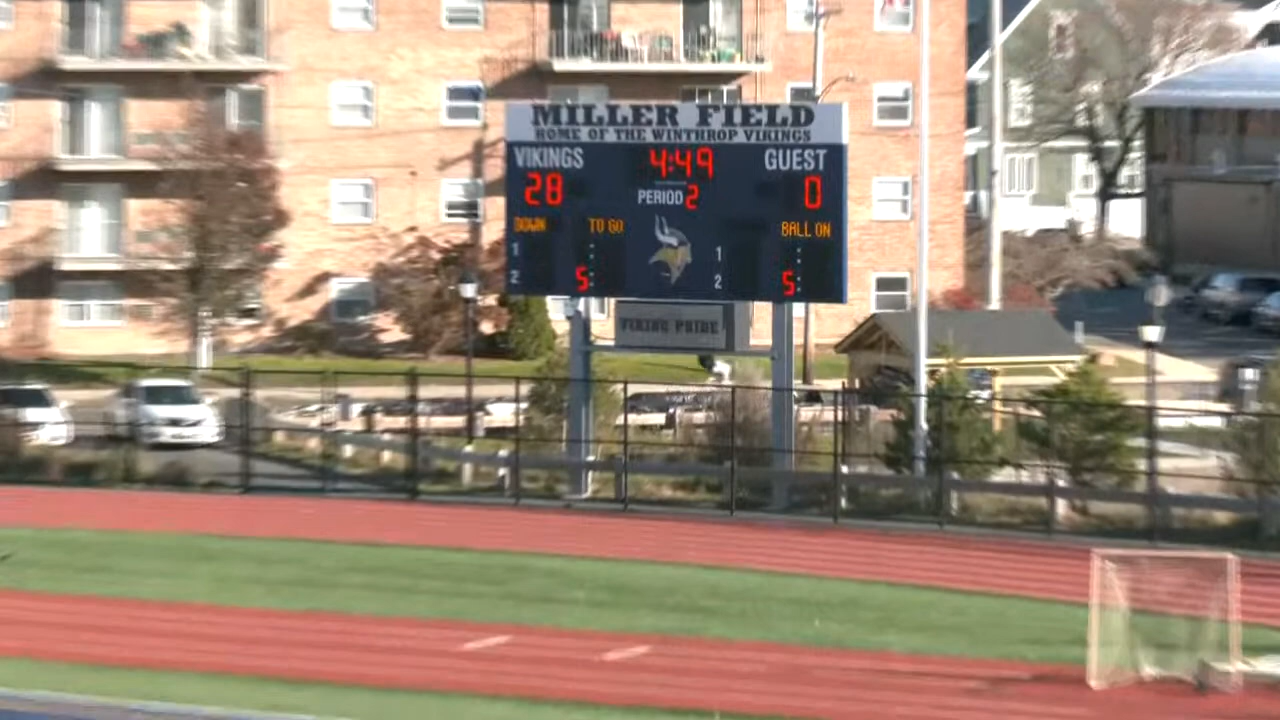 MILLER FIELD
HOME OF THE WINTHROP VIKINGS
VIKINGS 4:49 GUEST
28 PERIOD 2 0
DOWN TO GO BALL ON
1 : 1 :
2 5: 2 5:
VIKING PRIDE